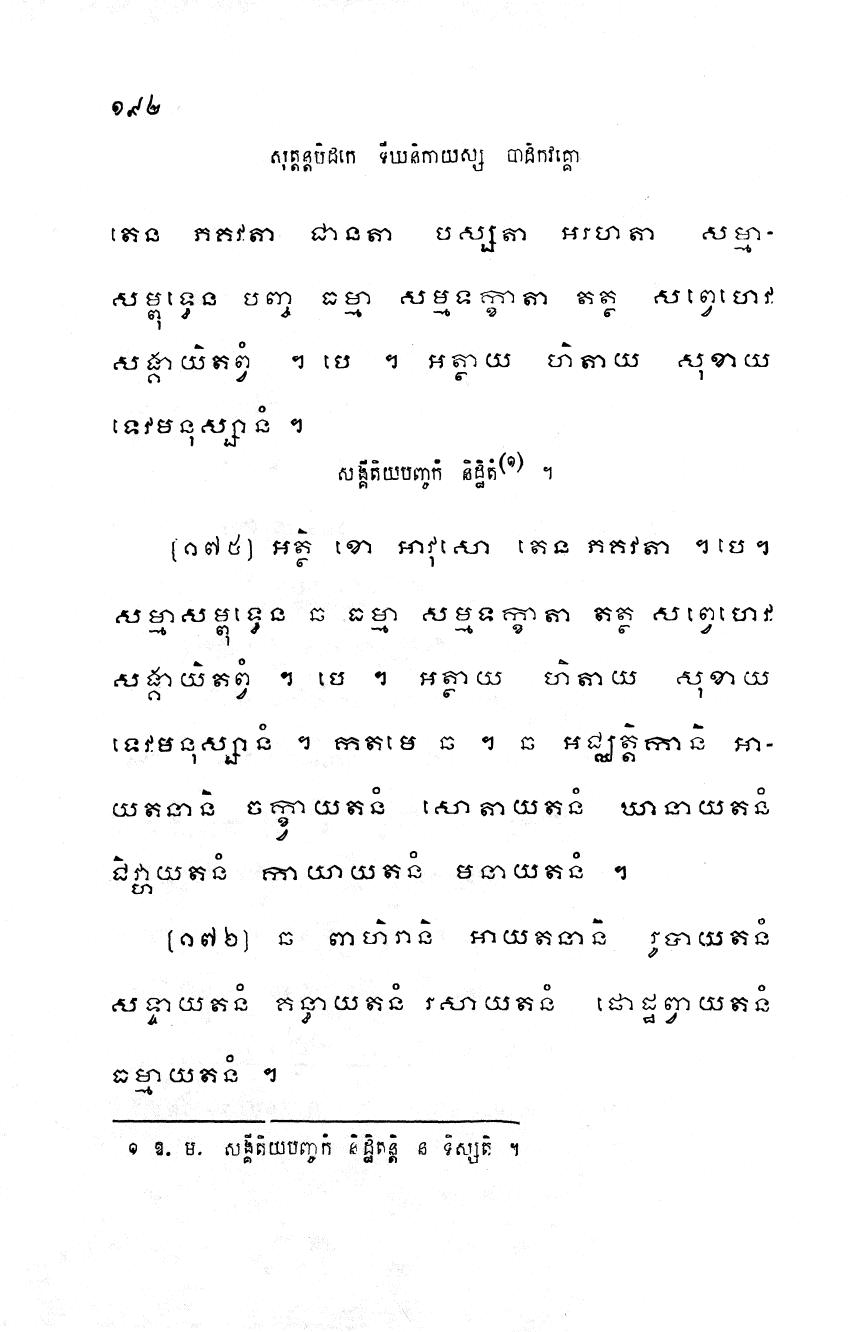 ១៩២
សុត្តន្តបិដកេ ទីឃនិកាយស្ស បាដិកវគ្គោ
តេន ភគវតា ជានតា បស្សតា អរហតា សម្មា-
សម្ពុទ្ធេន បញ្ច ធម្មា សម្មទក្ខាតា តត្ថ សព្វេហេវ
សង្គាយិតព្វំ ។ បេ ។ អត្ថាយ ហិតាយ សុខាយ
ទេវមនុស្សានំ ។
សង្គីតិយបញ្ចកំ និដ្ឋិតំ(១) ។
[១៧៥] អត្ថិ ខោ អាវុសោ តេន ភគវតា ។ បេ ។
សម្មាសម្ពុទ្ធេន ឆ ធម្មា សម្មទក្ខាតា តត្ថ សព្វេហេវ
សង្គាយិតព្វំ ។ បេ ។ អត្ថាយ ហិតាយ សុខាយ
ទេវមនុស្សានំ ។ កតមេ ឆ ។ ឆ អជ្ឈត្តិកានិ អា-
យតនានិ ចក្ខ្វាយតនំ សោតាយតនំ ឃានាយតនំ
ជិវ្ហាយតនំ កាយាយតនំ មនាយតនំ ។
[១៧៦] ឆ ពាហិរានិ អាយតនានិ រូបាយតនំ
សទ្ទាយតនំ គន្ធាយតនំ រសាយតនំ ផោដ្ឋព្វាយតនំ
ធម្មាយតនំ ។
១ ឱ. ម. សង្គីតិយបញ្ចកំ និដ្ឋិតន្តិ ន ទិស្សតិ ។